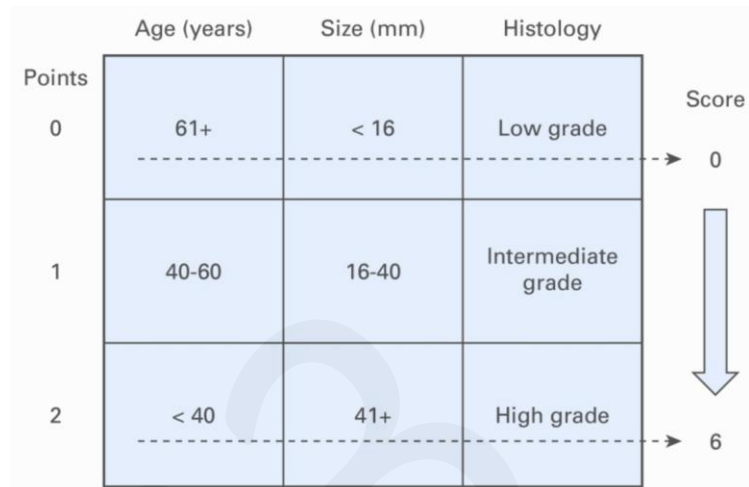 Age (years) Size (mm) Histology
Points
Score
0 61+ < 16 Low grade
0
1 40-60 16-40 Intermediate
grade
2 < 40 41+ High grade
6